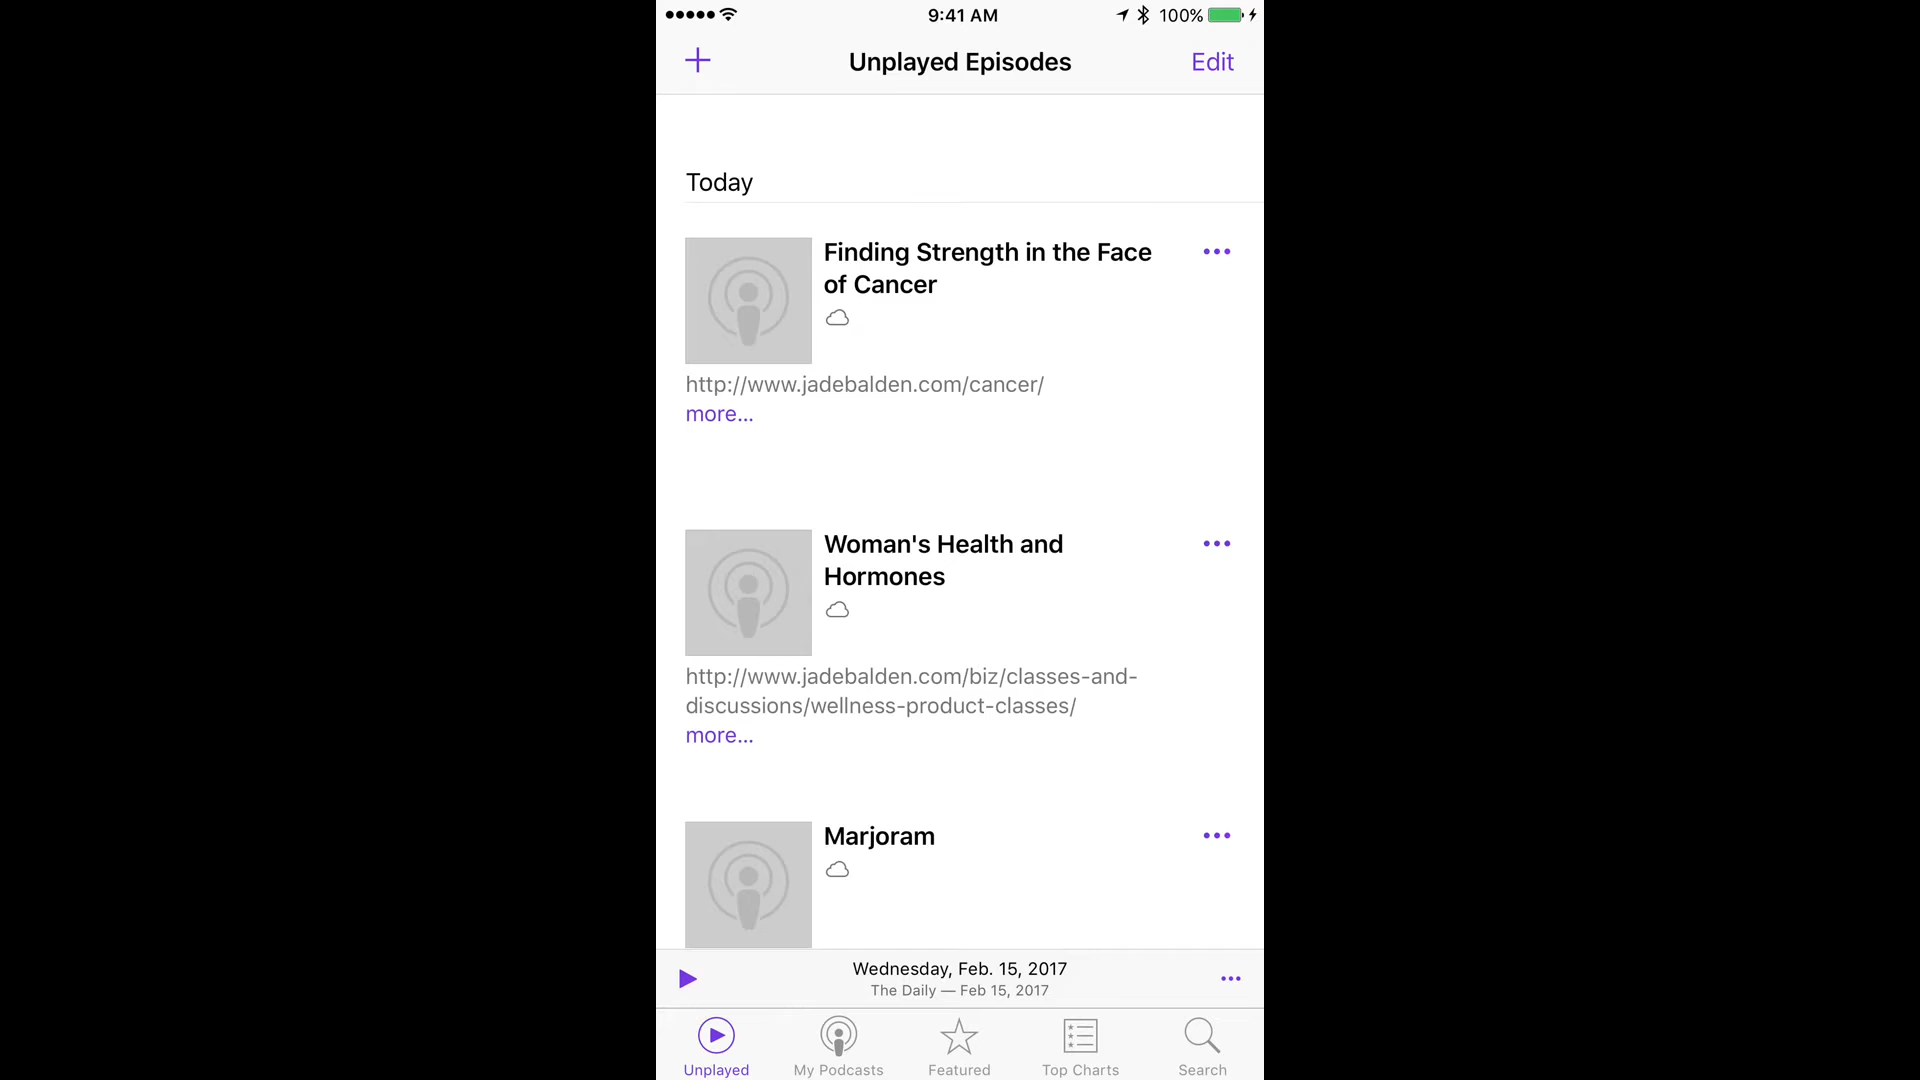 9:41 AM
100%
Unplayed Episodes
Edit
Today
Finding Strength in the Face
of Cancer
http://www.jadebalden.com/cancer/
more...
Woman's Health and
Hormones
http://www.jadebalden.com/biz/classes-and-
discussions/wellness-product-classes/
more...
Marjoram
Wednesday, Feb. 15, 2017
The Daily — Feb 15, 2017
Unplayed
My Podcasts
Featured
Top Charts
Search